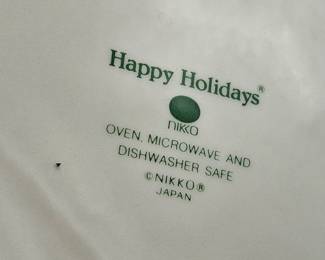 Happy Holidays®
nikko
OVEN, MICROWAVE AND
DISHWASHER SAFE
©NIKKO®
JAPAN